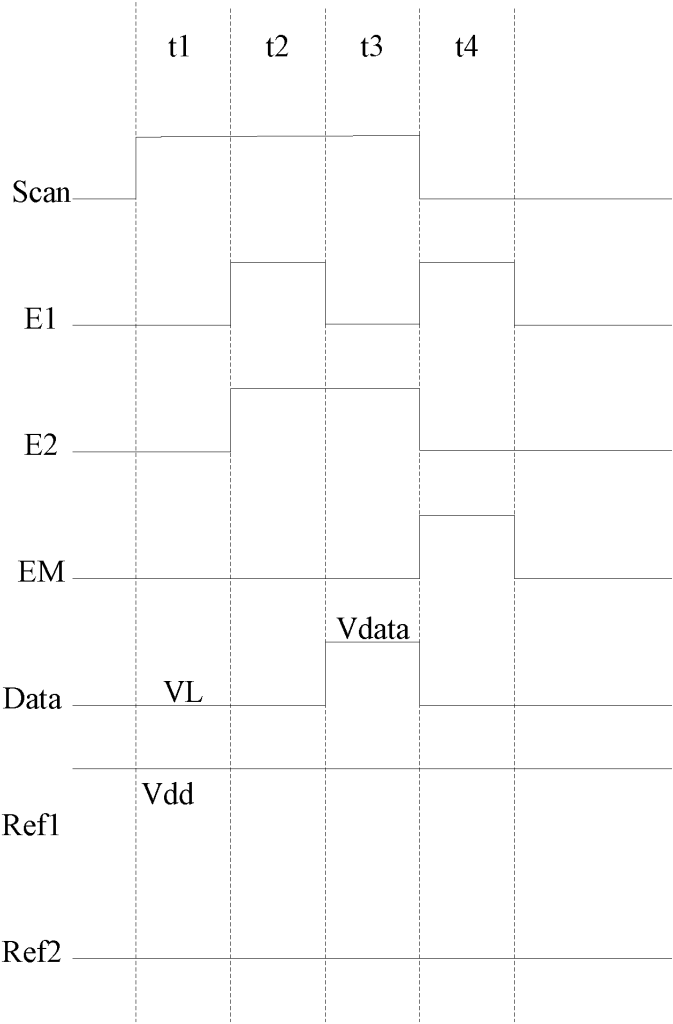 t1 t2 t3 t4
Scan
E1
E2
EM
Vdata
Data VL
Vdd
Ref1
Ref2